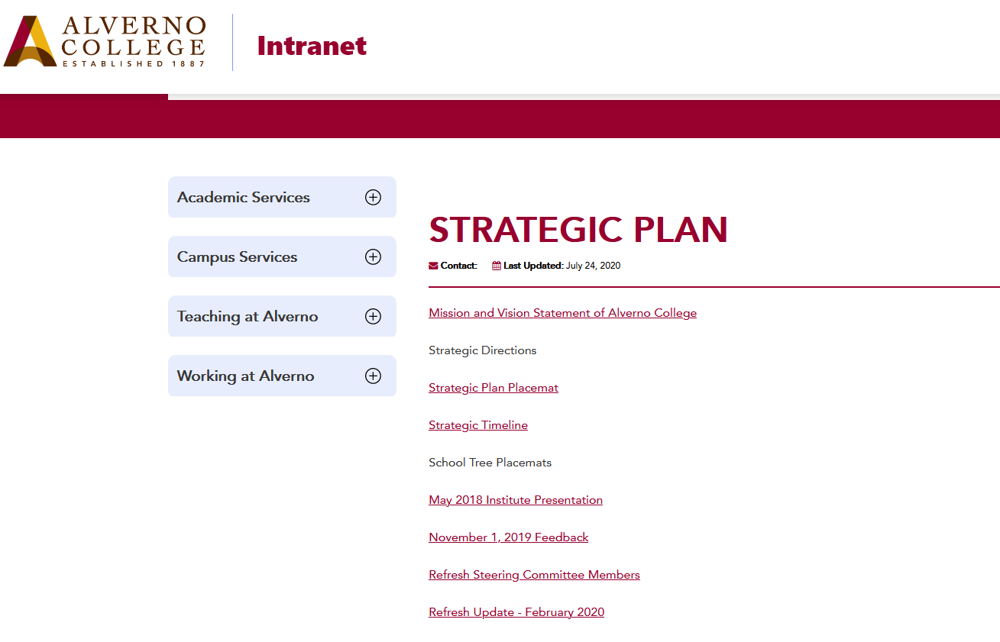 ALVERNO
COLLEGE
ESTABLISHED 1887
Intranet
Academic Services
Campus Services
Teaching at Alverno
Working at Alverno
STRATEGIC PLAN
Contact: Last Updated: July 24, 2020
Mission and Vision Statement of Alverno College
Strategic Directions
Strategic Plan Placemat
Strategic Timeline
School Tree Placemats
May 2018 Institute Presentation
November 1, 2019 Feedback
Refresh Steering Committee Members
Refresh Update - February 2020